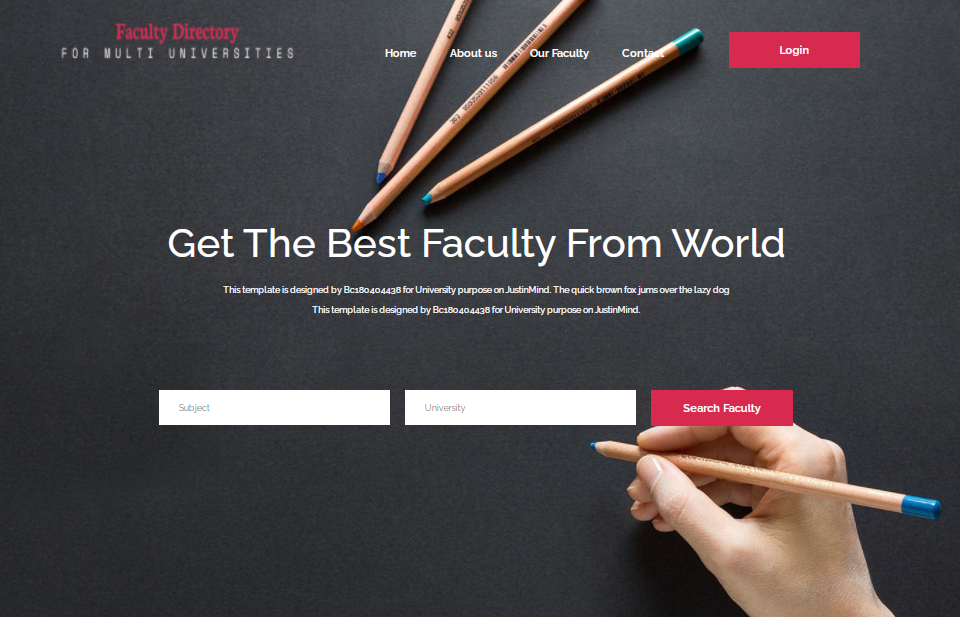 Faculty Directory
FOR MULTI UNIVERSITIES
Home
About us
Our Faculty
Contact
Login
Get The Best Faculty From World
This template is designed by Bc180404438 for University purpose on JustinMind. The quick brown fox jums over the lazy dog
This template is designed by Bc180404438 for University purpose on JustinMind.
Subject
University
Search Faculty